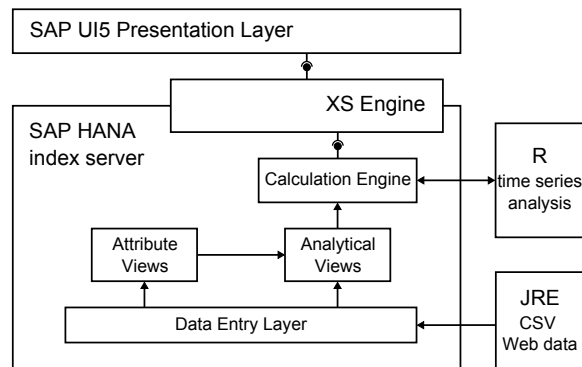 SAP UI5 Presentation Layer
XS Engine
SAP HANA
index server
Calculation Engine
R
time series
analysis
Attribute
Views
Analytical
Views
Data Entry Layer
JRE
CSV
Web data